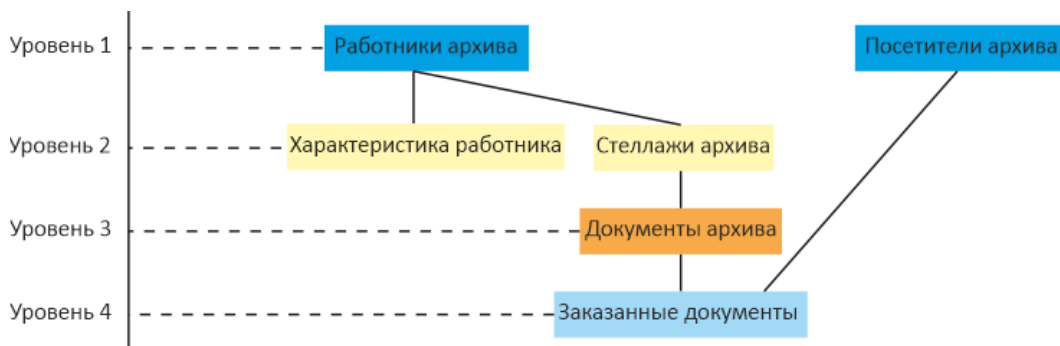 Уровень 1
Работники архива
Посетители архива
Уровень 2
Характеристика работника
Стеллажи архива
Уровень 3
Документы архива
Уровень 4
Заказанные документы